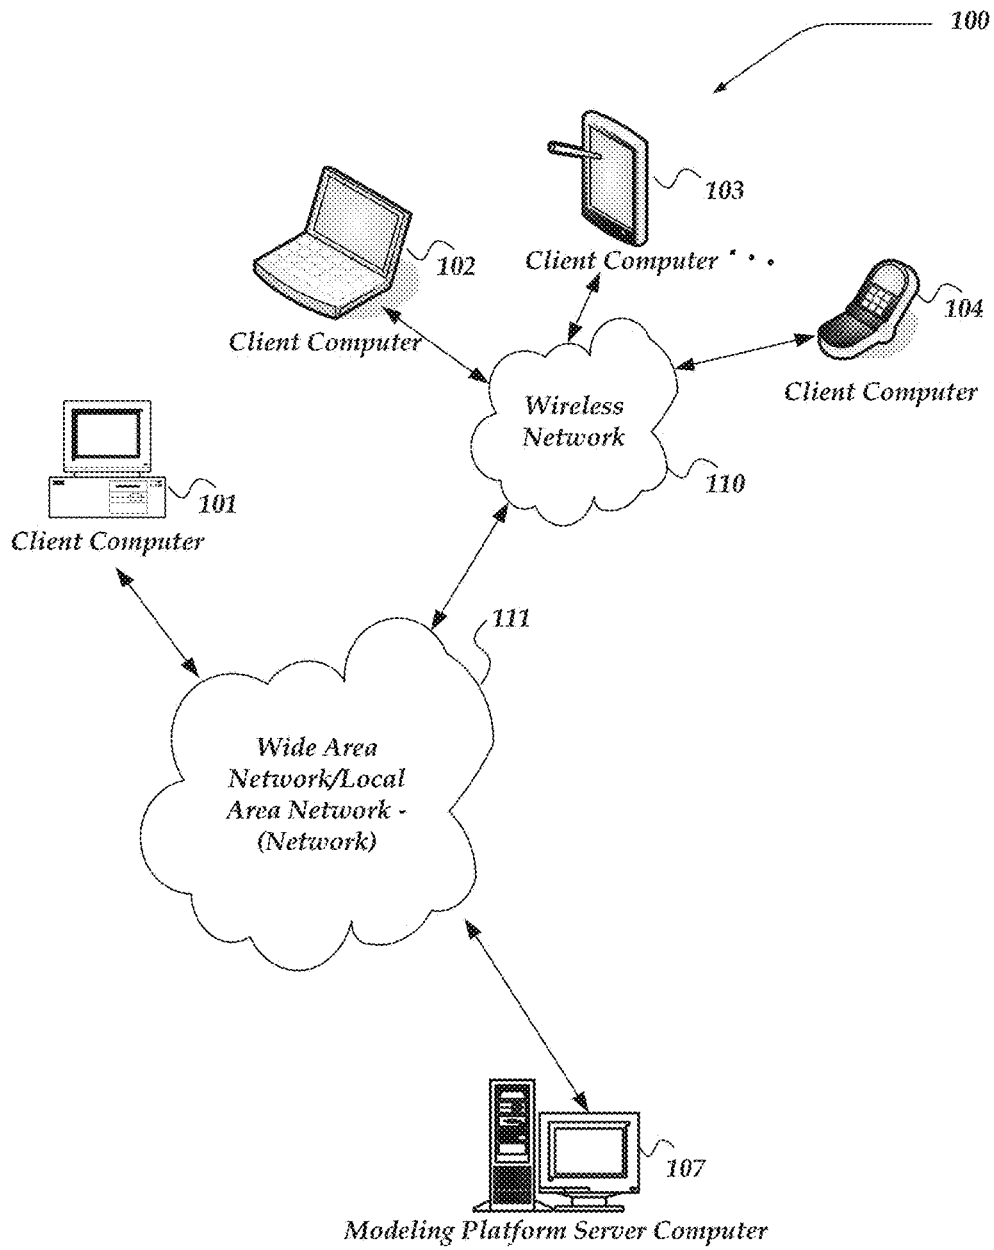 100
103
102
Client Computer
104
Client Computer
Client Computer
Wireless
Network
110
101
Client Computer
111
Wide Area
Network/Local
Area Network -
(Network)
107
Modeling Platform Server Computer